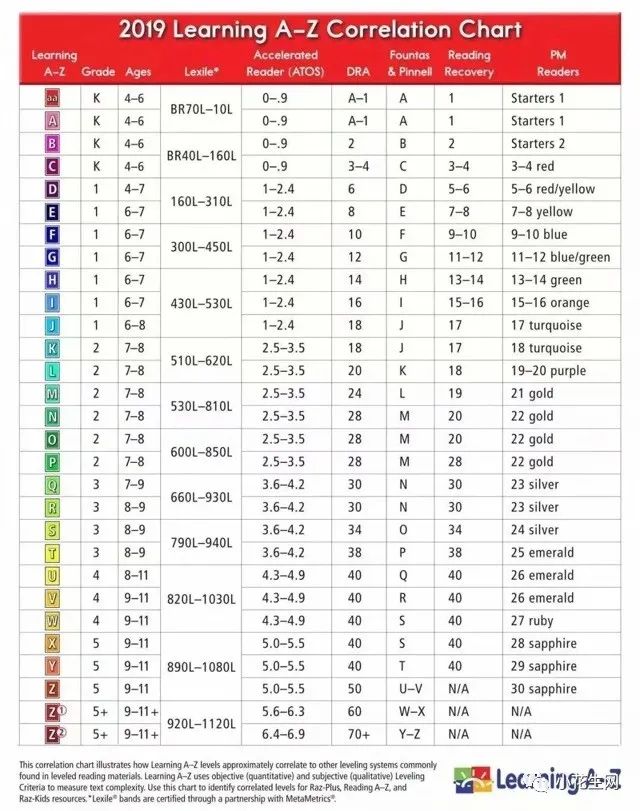 2019 Learning A–Z Correlation Chart
Learning A–Z Grade Ages Lexile* Accelerated Reader (ATOS) DRA Fountas & Pinnell Reading Recovery PM Readers
aa K 4–6 BR70L–10L 0–.9 A–1 A 1 Starters 1
A K 4–6 0–.9 A–1 A 1 Starters 1
B K 4–6 BR40L–160L 0–.9 2 B 2 Starters 2
C K 4–6 0–.9 3–4 C 3–4 3–4 red
D 1 4–7 160L–310L 1–2.4 6 D 5–6 5–6 red/yellow
E 1 6–7 1–2.4 8 E 7–8 7–8 yellow
F 1 6–7 300L–450L 1–2.4 10 F 9–10 9–10 blue
G 1 6–7 1–2.4 12 G 11–12 11–12 blue/green
H 1 6–7 1–2.4 14 H 13–14 13–14 green
I 1 6–7 430L–530L 1–2.4 16 I 15–16 15–16 orange
J 1 6–8 1–2.4 18 J 17 17 turquoise
K 2 7–8 510L–620L 2.5–3.5 18 J 17 18 turquoise
L 2 7–8 2.5–3.5 20 K 18 19–20 purple
M 2 7–8 530L–810L 2.5–3.5 24 L 19 21 gold
N 2 7–8 2.5–3.5 28 M 20 22 gold
O 2 7–8 600L–850L 2.5–3.5 28 M 20 22 gold
P 2 7–8 2.5–3.5 28 M 28 22 gold
Q 3 7–9 660L–930L 3.6–4.2 30 N 30 23 silver
R 3 8–9 3.6–4.2 30 N 30 23 silver
S 3 8–9 790L–940L 3.6–4.2 34 O 34 24 silver
T 3 8–9 3.6–4.2 38 P 38 25 emerald
U 4 8–11 4.3–4.9 40 Q 40 26 emerald
V 4 9–11 820L–1030L 4.3–4.9 40 R 40 26 emerald
W 4 9–11 4.3–4.9 40 S 40 27 ruby
X 5 9–11 5.0–5.5 40 S 40 28 sapphire
Y 5 9–11 890L–1080L 5.0–5.5 40 T 40 29 sapphire
Z 5 9–11 5.0–5.5 50 U–V N/A 30 sapphire
Z1 5+ 9–11+ 920L–1120L 5.6–6.3 60 W–X N/A N/A
Z2 5+ 9–11+ 6.4–6.9 70+ Y–Z N/A N/A
This correlation chart illustrates how Learning A–Z levels approximately correlate to other leveling systems commonly
found in leveled reading materials. Learning A–Z uses objective (quantitative) and subjective (qualitative) Leveling
Criteria to measure text complexity. Use this chart to identify correlated levels for Raz-Plus, Reading A–Z, and
Raz-Kids resources. *Lexile® bands are certified through a partnership with MetaMetrics®.
Learning A–Z
小花生网